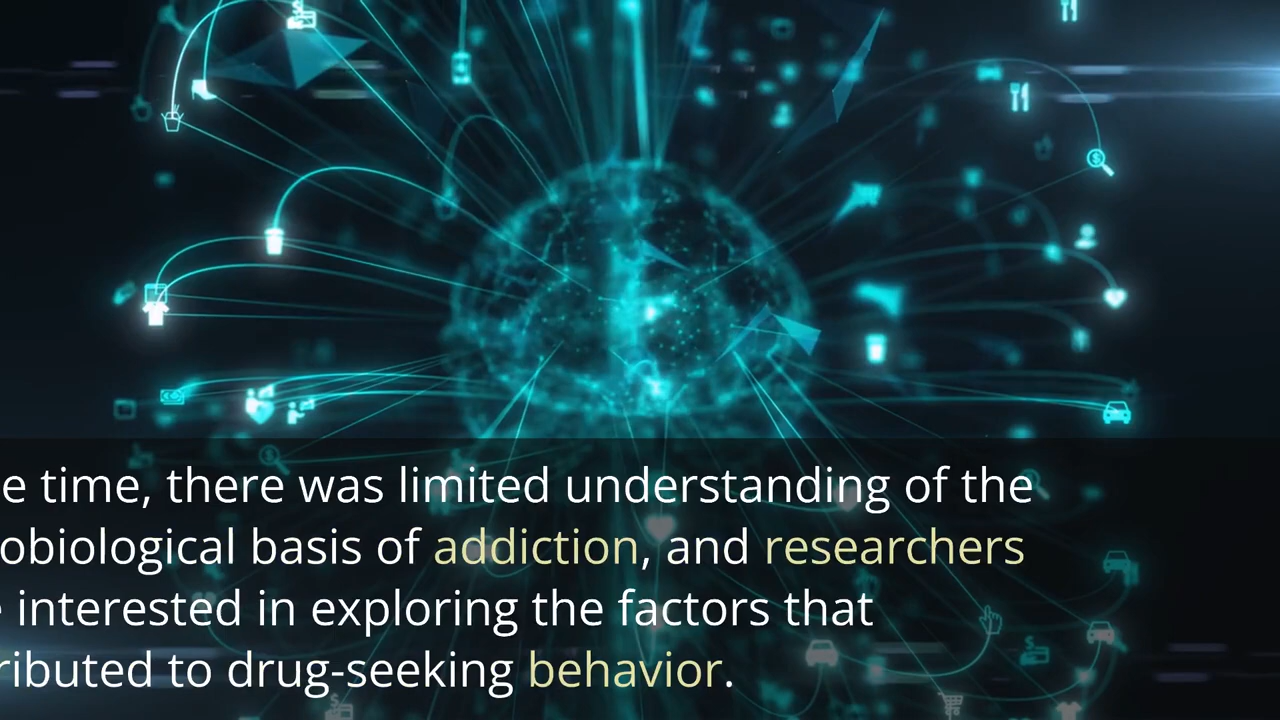 e time, there was limited understanding of the
obiological basis of addiction, and researchers
e interested in exploring the factors that
ributed to drug-seeking behavior.